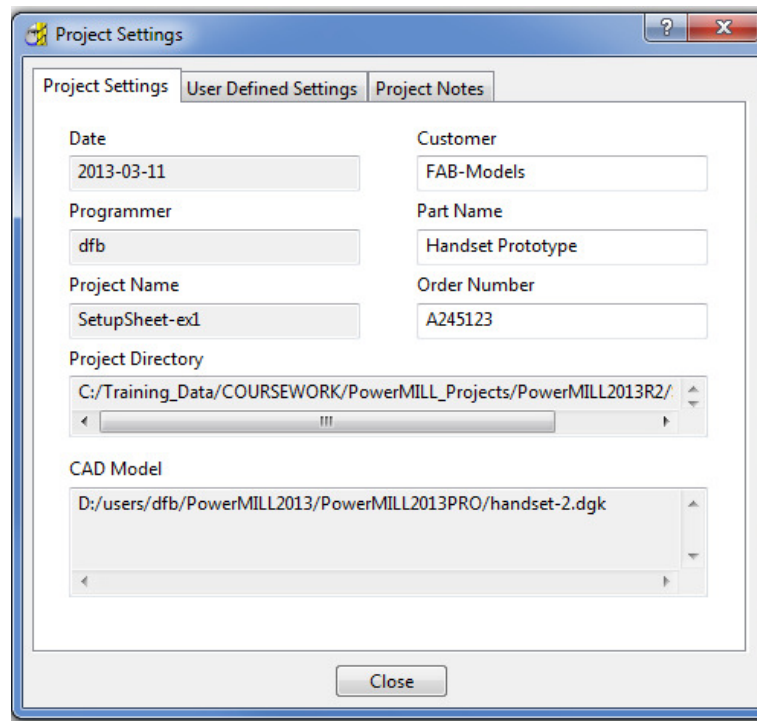 Project Settings
Project Settings User Defined Settings Project Notes
Date Customer
2013-03-11 FAB-Models
Programmer Part Name
dfb Handset Prototype
Project Name Order Number
SetupSheet-ex1 A245123
Project Directory
C:/Training_Data/COURSEWORK/PowerMILL_Projects/PowerMILL2013R2/
CAD Model
D:/users/dfb/PowerMILL2013/PowerMILL2013PRO/handset-2.dgk
Close